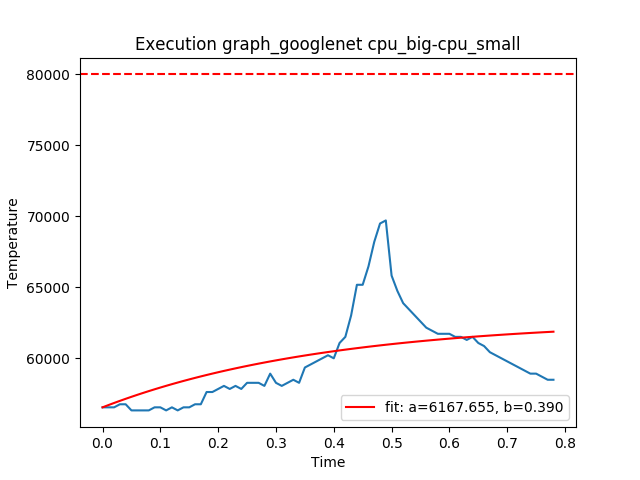 Execution graph_googlenet cpu_big-cpu_small
80000
75000
70000
65000
60000
Temperature
fit: a=6167.655, b=0.390
0.0 0.1 0.2 0.3 0.4 0.5 0.6 0.7 0.8
Time